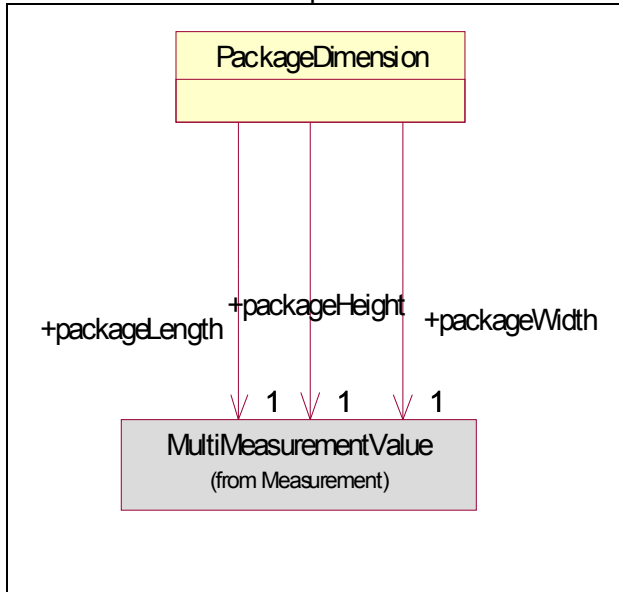 PackageDimension
+packageHeight
+packageLength
+packageWidth
1 1 1
MultiMeasurementValue
(from Measurement)